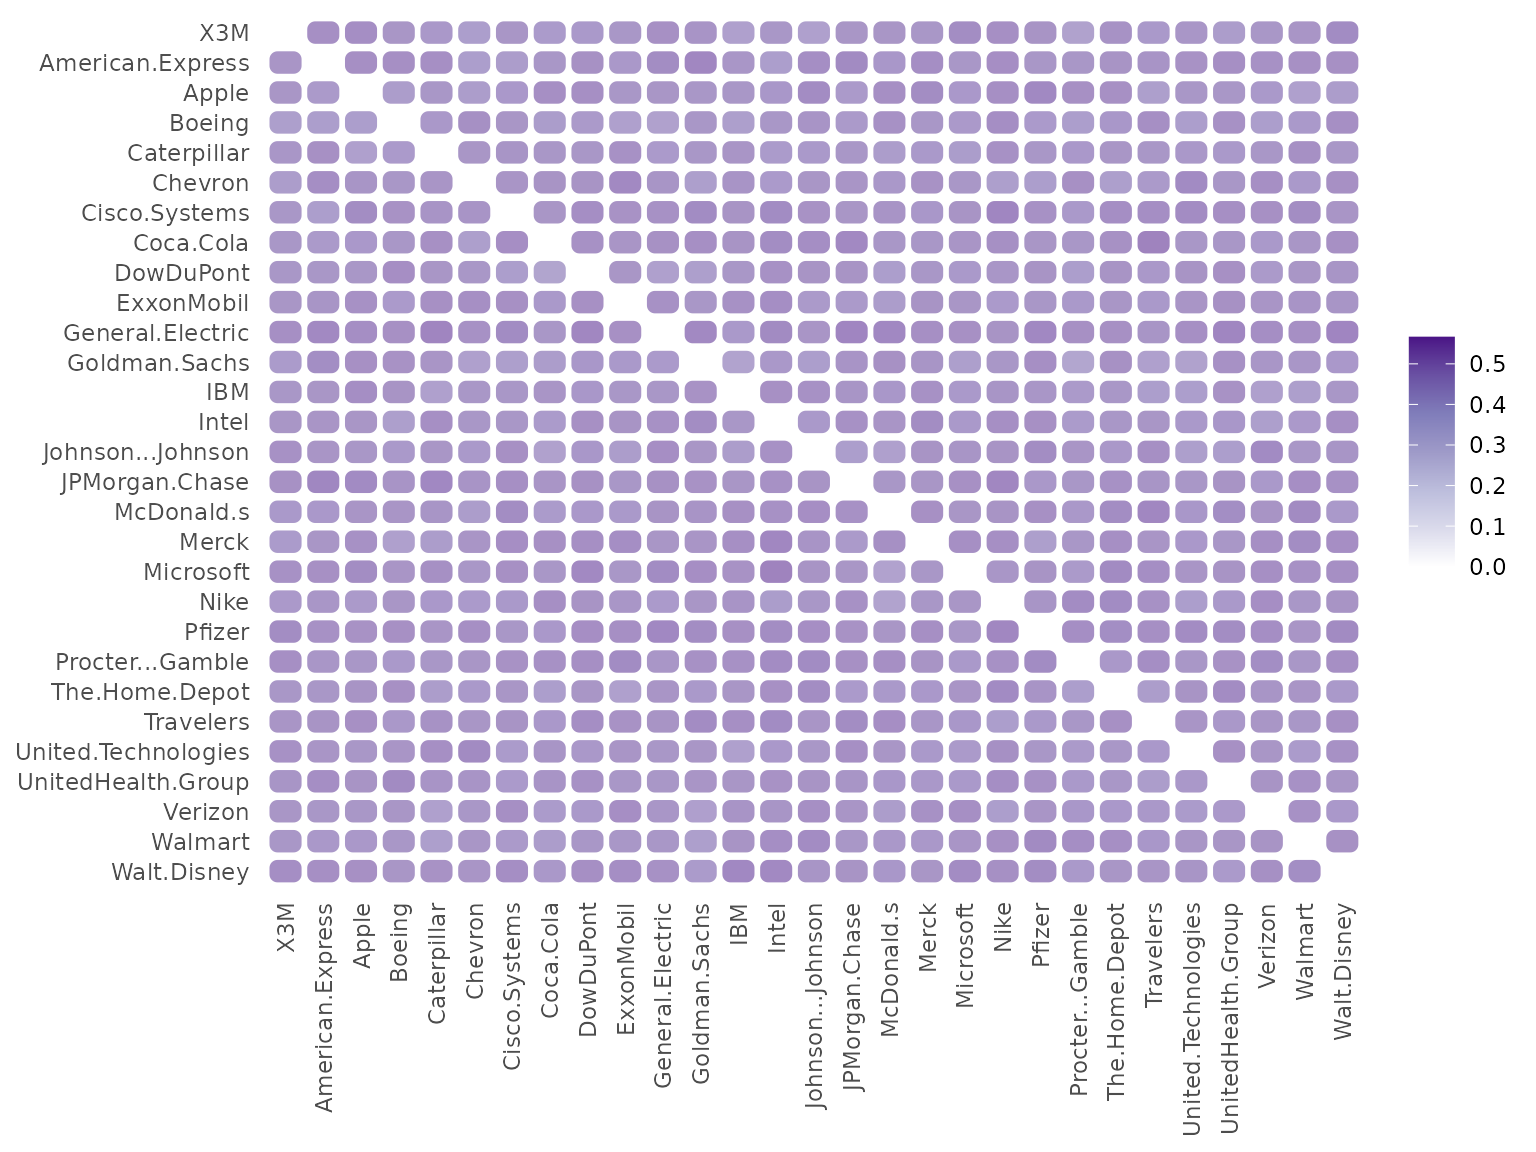 X3M
American.Express
Apple
Boeing
Caterpillar
Chevron
Cisco.Systems
Coca.Cola
DowDuPont
ExxonMobil
General.Electric
Goldman.Sachs
IBM
Intel
Johnson...Johnson
JPMorgan.Chase
McDonald.s
Merck
Microsoft
Nike
Pfizer
Procter...Gamble
The.Home.Depot
Travelers
United.Technologies
UnitedHealth.Group
Verizon
Walmart
Walt.Disney
X3M
American.Express
Apple
Boeing
Caterpillar
Chevron
Cisco.Systems
Coca.Cola
DowDuPont
ExxonMobil
General.Electric
Goldman.Sachs
IBM
Intel
Johnson...Johnson
JPMorgan.Chase
McDonald.s
Merck
Microsoft
Nike
Pfizer
Procter...Gamble
The.Home.Depot
Travelers
United.Technologies
UnitedHealth.Group
Verizon
Walmart
Walt.Disney
0.5
0.4
0.3
0.2
0.1
0.0